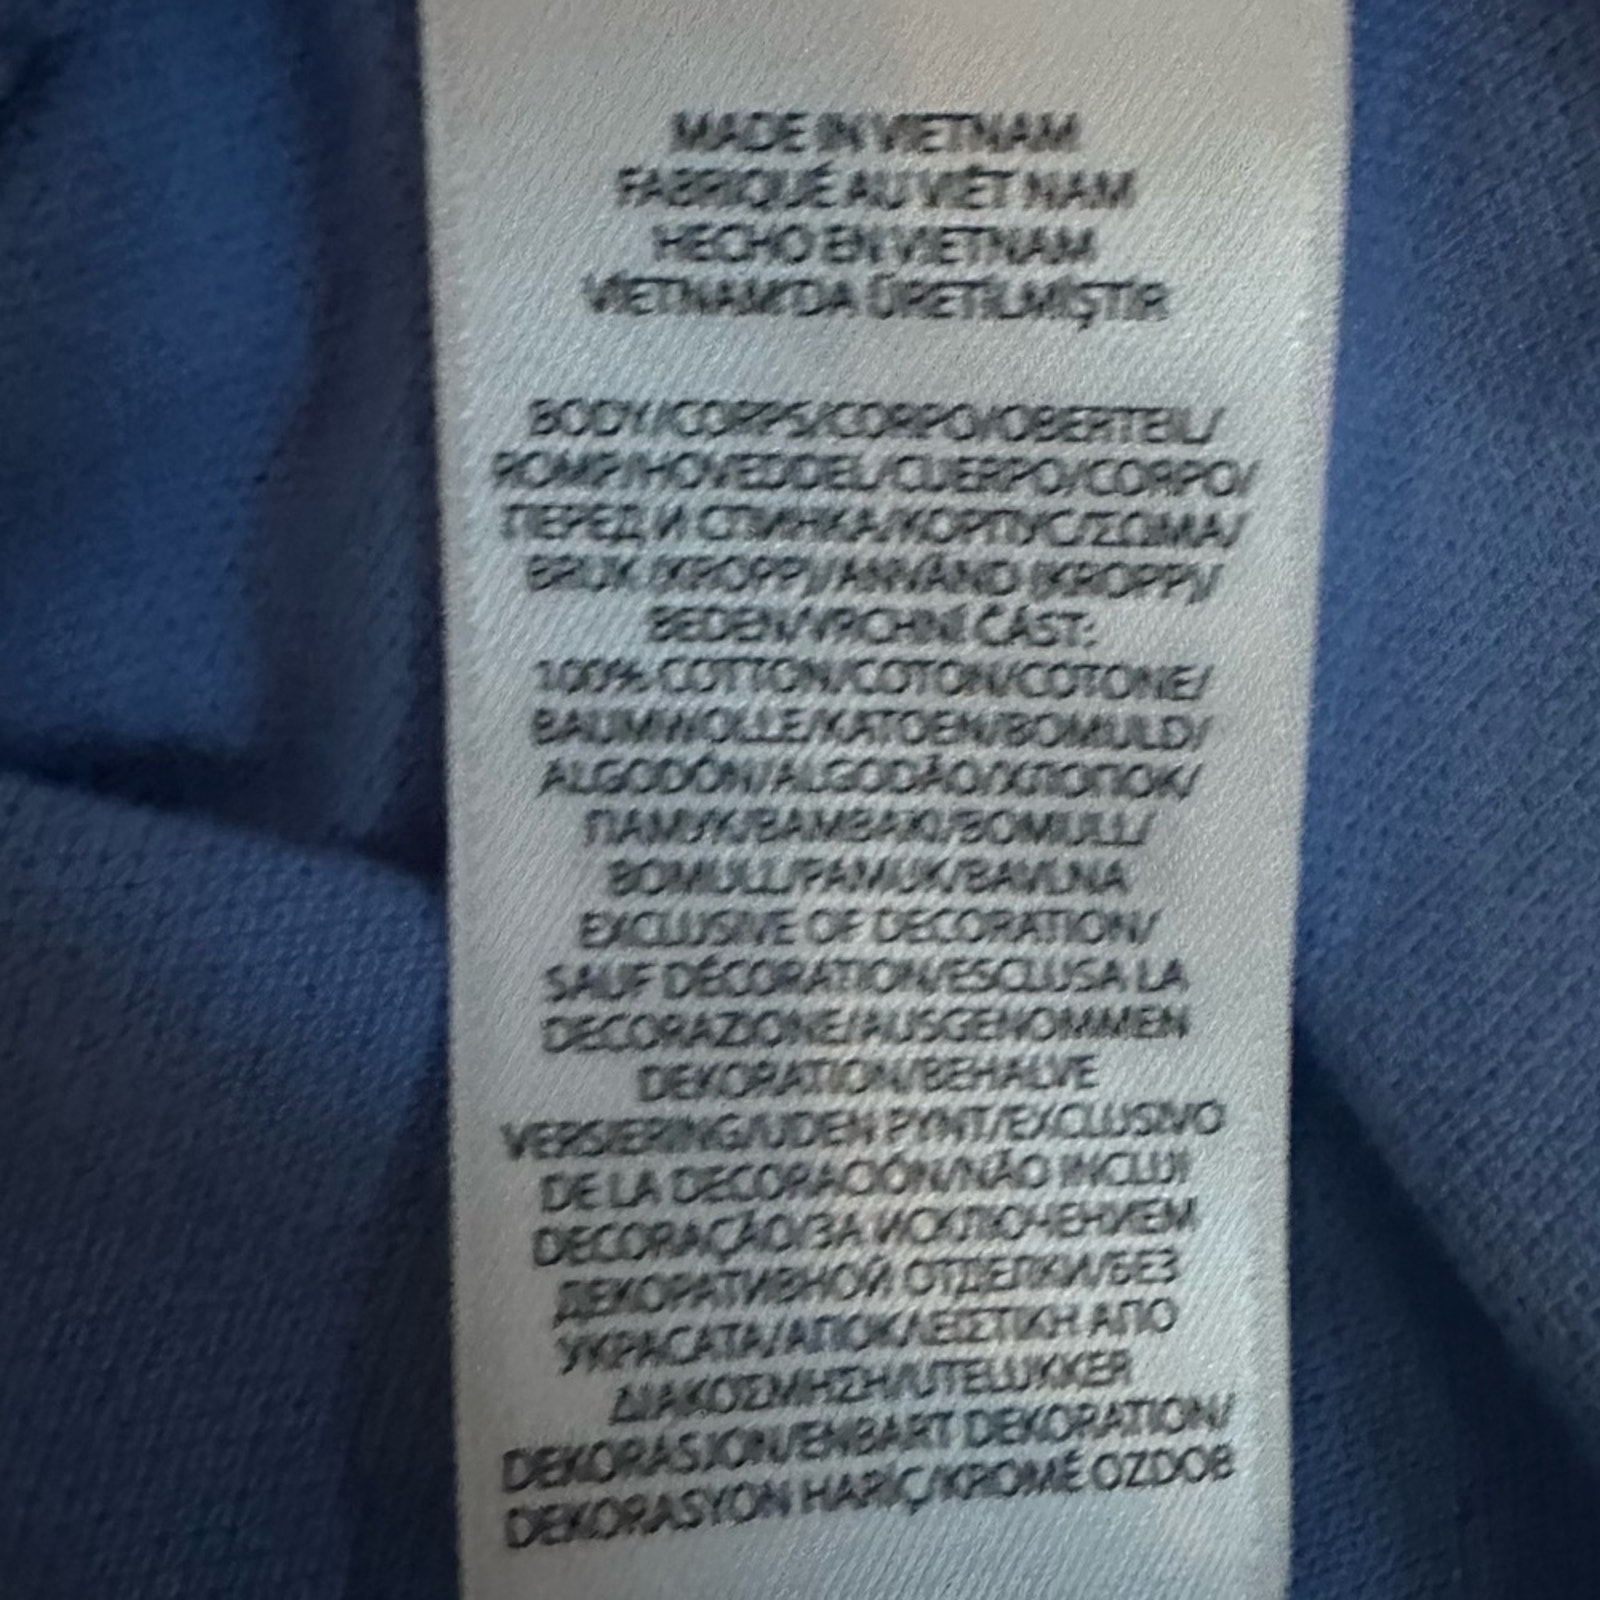 MADE IN VIETNAM
FABRIQUÉ AU VIÊT NAM
HECHO EN VIETNAM
VIETNAM'DA ÜRETİLMİŞTİR
BODY/CORPS/CORPO/OBERTEIL/
ROMP/HOVEDDEL/CUERPO/CORPO/
ПЕРЕД И СПИНКА/КОРПУС/ΣΩΜΑ/
BRUK (KROPP)/ANVÄND (KROPP)/
BEDEN/VRCHNÍ ČÁST:
100% COTTON/COTON/COTONE/
BAUMWOLLE/KATOEN/BOMULD/
ALGODÓN/ALGODÃO/ХЛОПОК/
ПАМУК/ΒΑΜΒΑΚΙ/BOMULL/
BOMULL/PAMUK/BAVLNA
EXCLUSIVE OF DECORATION/
SAUF DÉCORATION/ESCLUSA LA
DECORAZIONE/AUSGENOMMEN
DEKORATION/BEHALVE
VERSIERING/UDEN PYNT/EXCLUSIVO
DE LA DECORACIÓN/NÃO INCLUI
DECORAÇÃO/ЗА ИСКЛЮЧЕНИЕМ
ДЕКОРАТИВНОЙ ОТДЕЛКИ/БЕЗ
УКРАСАТА/ΑΠΟΚΛΕΙΣΤΙΚΗ ΑΠΟ
ΔΙΑΚΟΣΜΗΣΗ/UTELUKKER
DEKORASJON/ENBART DEKORATION/
DEKORASYON HARİÇ/KROMĚ OZDOB